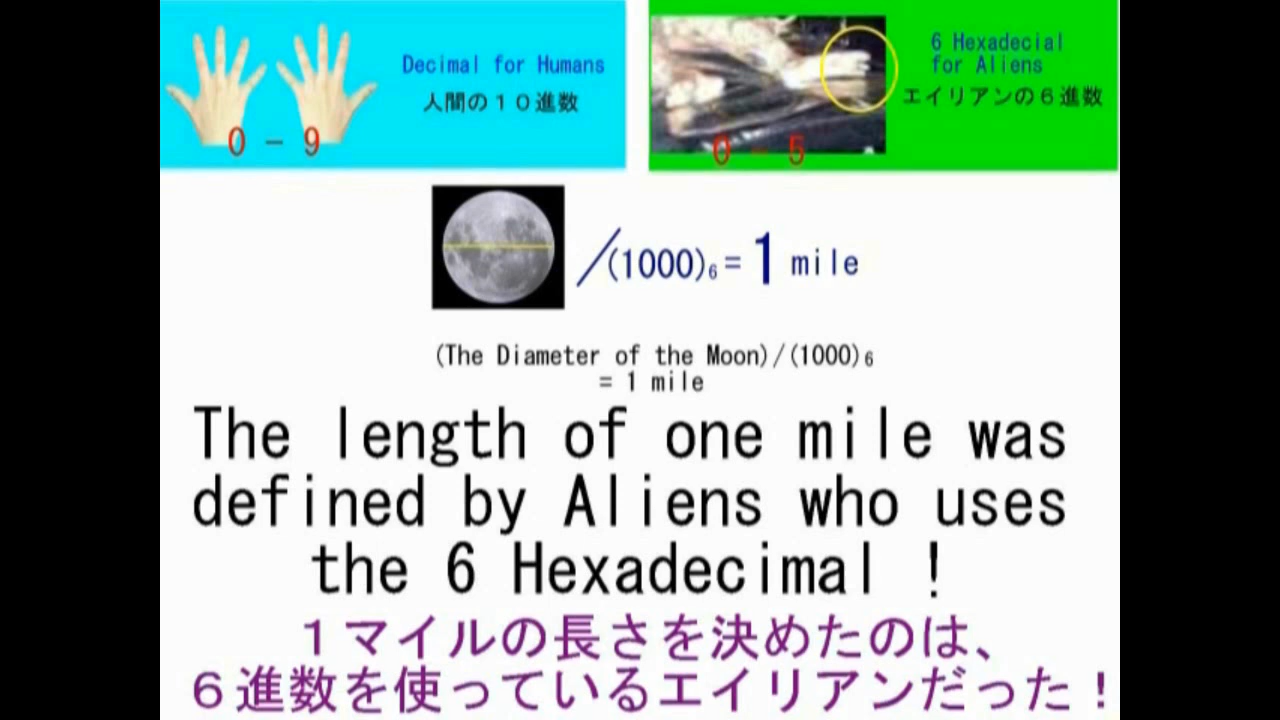 Decimal for Humans
人間の１０進数
0 - 9
6 Hexadecial
for Aliens
エイリアンの６進数
0 - 5
/(1000)₆= 1 mile
(The Diameter of the Moon)/(1000)₆
= 1 mile
The length of one mile was
defined by Aliens who uses
the 6 Hexadecimal !
１マイルの長さを決めたのは、
６進数を使っているエイリアンだった！